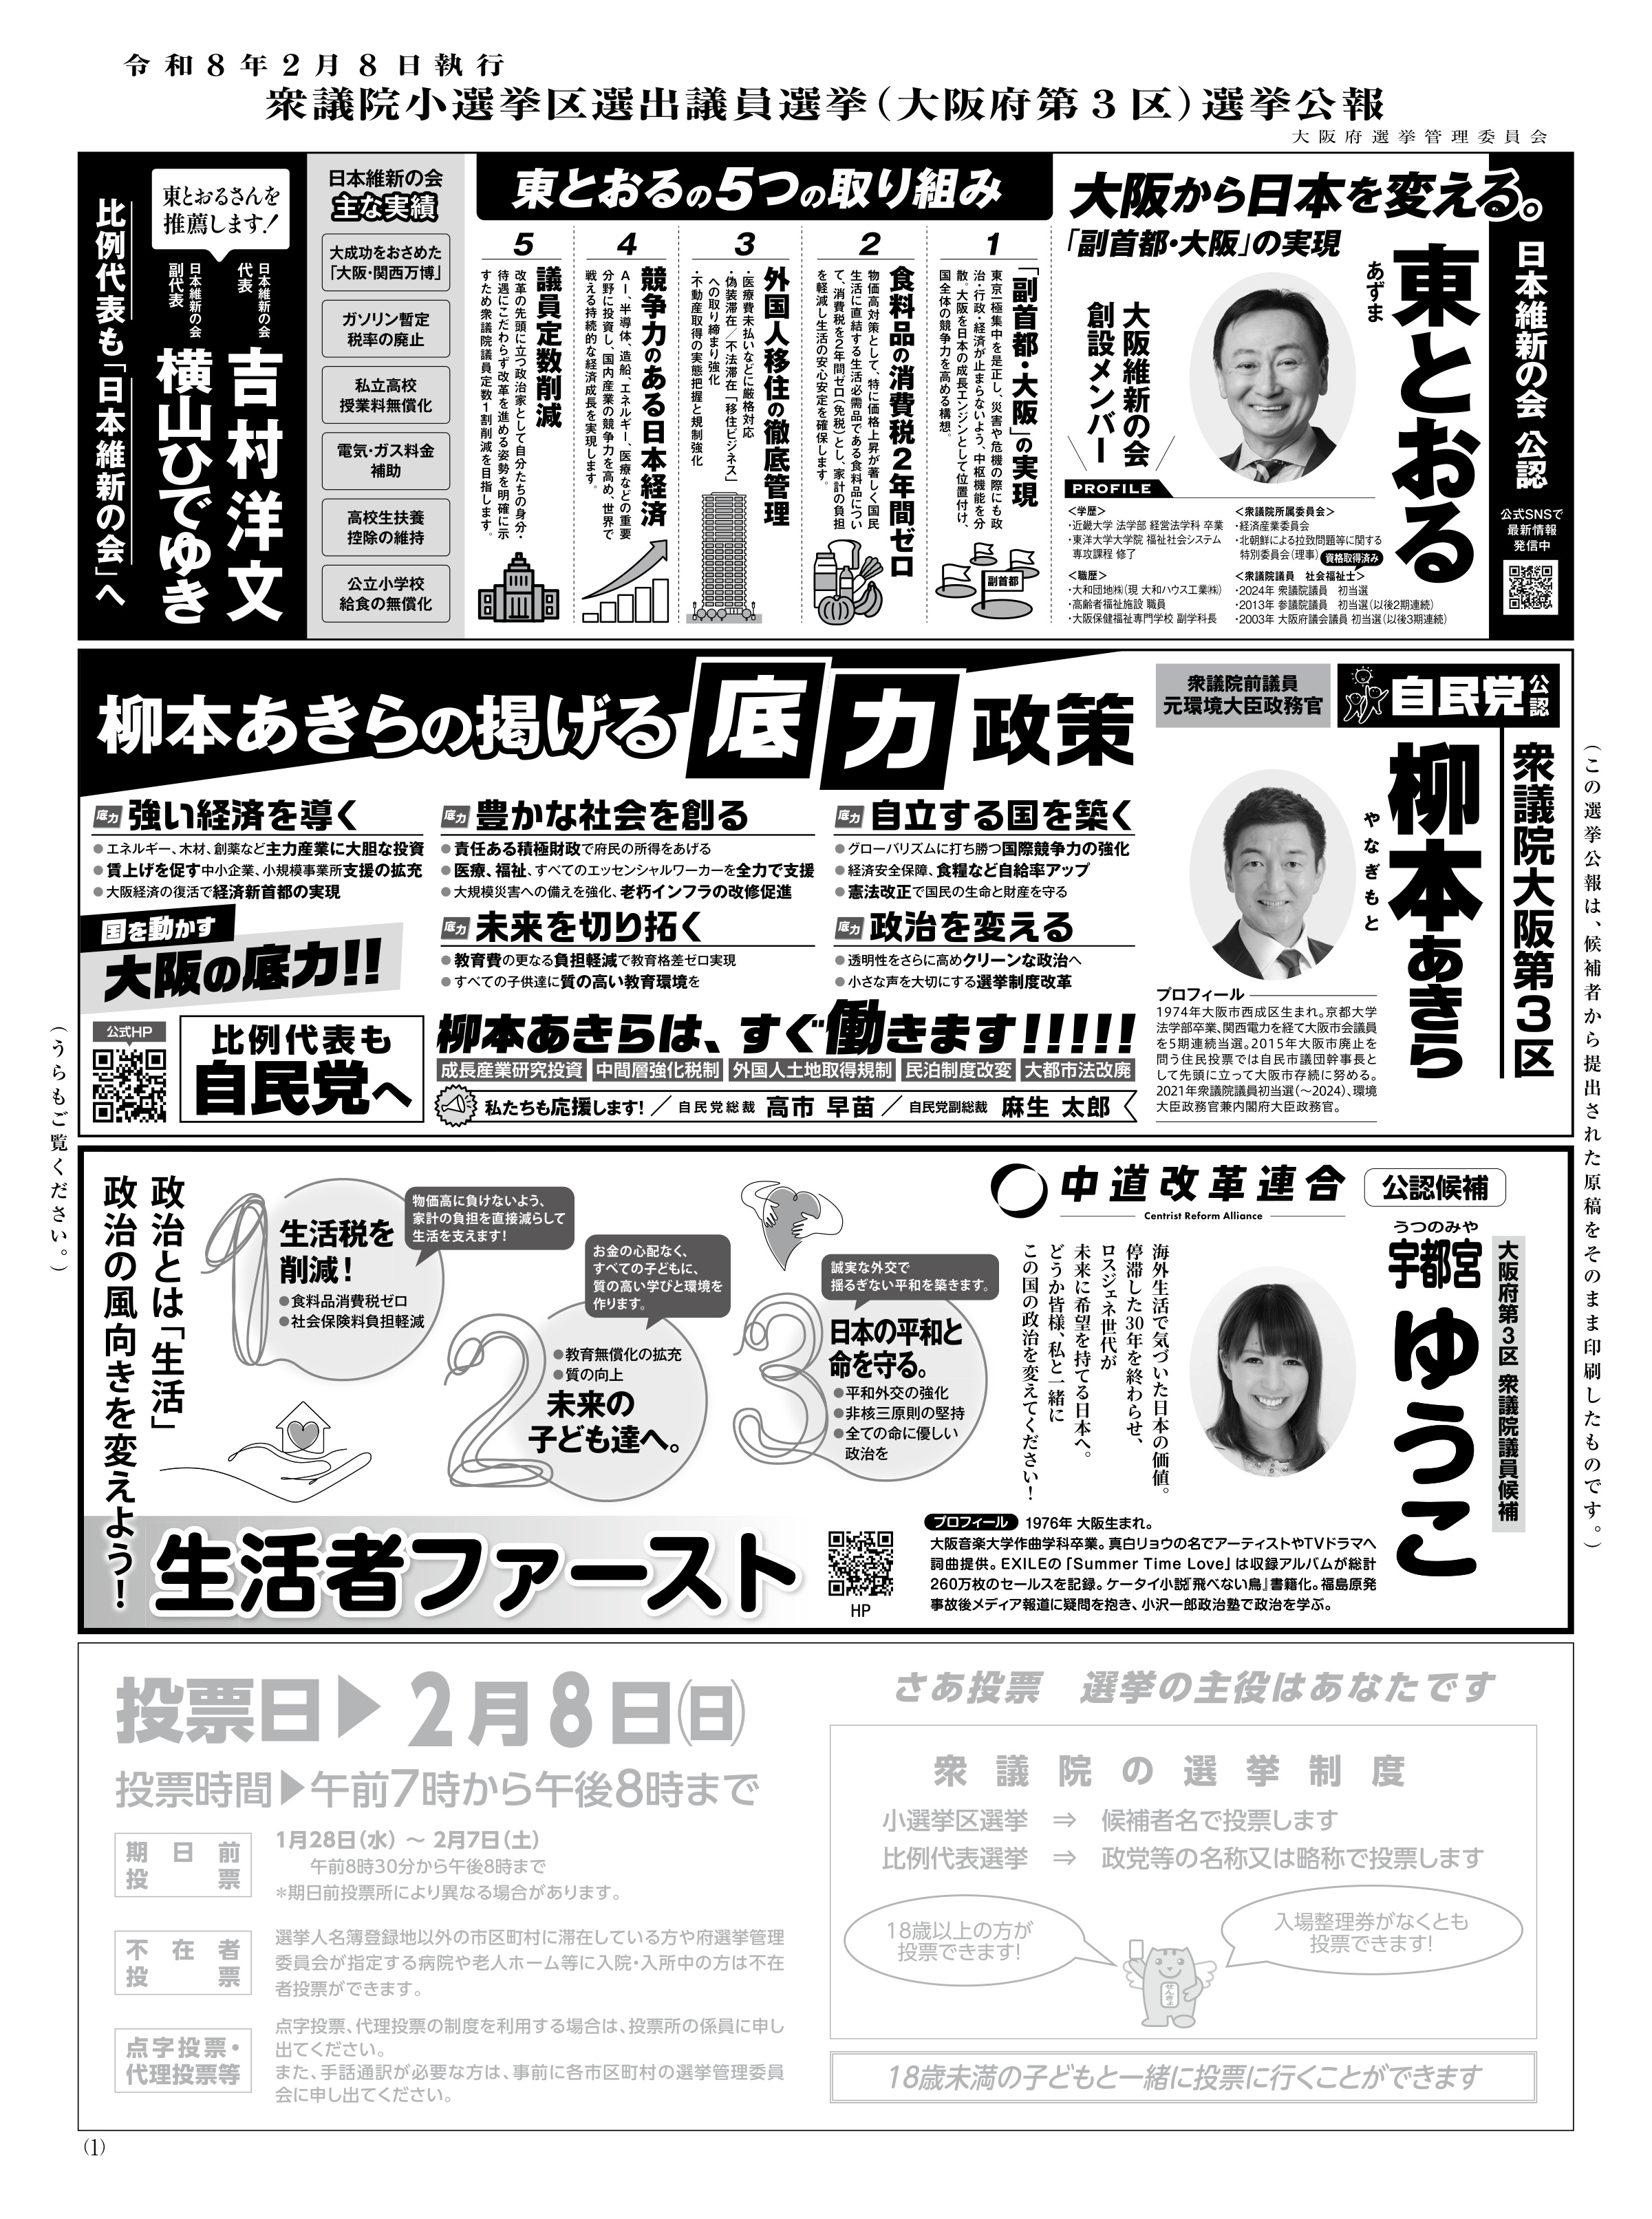 令和8年2月8日執行
衆議院小選挙区選出議員選挙（大阪府第3区）選挙公報
大阪府選挙管理委員会
日本維新の会 公認
公式SNSで
最新情報
発信中
大阪から日本を変える。
「副首都・大阪」の実現
あずま
東とおる
大阪維新の会
創設メンバー
PROFILE
＜学歴＞
・近畿大学 法学部 経営法学科 卒業
・東洋大学大学院 福祉社会システム
専攻課程 修了
＜職歴＞
・大和団地㈱(現 大和ハウス工業㈱)
・高齢者福祉施設 職員
・大阪保健福祉専門学校 副学科長
＜衆議院所属委員会＞
・経済産業委員会
・北朝鮮による拉致問題等に関する
特別委員会(理事)
資格取得済み
＜衆議院議員 社会福祉士＞
・2024年 衆議院議員 初当選
・2013年 参議院議員 初当選(以後2期連続)
・2003年 大阪府議会議員 初当選(以後3期連続)
東とおるの5つの取り組み
1
「副首都・大阪」の実現
東京一極集中を是正し、災害や危機の際にも政
治・行政・経済が止まらないよう、中枢機能を分
散。大阪を日本の成長エンジンとして位置付け、
国全体の競争力を高める構想。
副首都
2
食料品の消費税2年間ゼロ
物価高対策として、特に価格上昇が著しく国民
生活に直結する生活必需品である食料品につい
て、消費税を2年間ゼロ(免税)とし、家計の負担
を軽減し生活の安心安定を確保します。
3
外国人移住の徹底管理
・医療費未払いなどに厳格対応
・偽装滞在／不法滞在「移住ビジネス」
への取り締まり強化
・不動産取得の実態把握と規制強化
4
競争力のある日本経済
AI、半導体、造船、エネルギー、医療などの重要
分野に投資し、国内産業の競争力を高め、世界で
戦える持続的な経済成長を実現します。
5
議員定数削減
改革の先頭に立つ政治家として自分たちの身分・
待遇にこだわらず改革を進める姿勢を明確に示
すため衆議院議員定数1割削減を目指します。
日本維新の会
主な実績
大成功をおさめた
「大阪・関西万博」
ガソリン暫定
税率の廃止
私立高校
授業料無償化
電気・ガス料金
補助
高校生扶養
控除の維持
公立小学校
給食の無償化
東とおるさんを
推薦します！
日本維新の会
代表
吉村洋文
日本維新の会
副代表
横山ひでゆき
比例代表も「日本維新の会」へ
衆議院前議員
元環境大臣政務官
自民党 公認
衆議院大阪第3区
やなぎもと
柳本あきら
プロフィール
1974年大阪市西成区生まれ。京都大学
法学部卒業、関西電力を経て大阪市会議員
を5期連続当選。2015年大阪市廃止を
問う住民投票では自民市議団幹事長と
して先頭に立って大阪市存続に努める。
2021年衆議院議員初当選(〜2024)、環境
大臣政務官兼内閣府大臣政務官。
柳本あきらの掲げる底力政策
底力 強い経済を導く
●エネルギー、木材、創薬など主力産業に大胆な投資
●賃上げを促す中小企業、小規模事業所支援の拡充
●大阪経済の復活で経済新首都の実現
底力 豊かな社会を創る
●責任ある積極財政で府民の所得をあげる
●医療、福祉、すべてのエッセンシャルワーカーを全力で支援
●大規模災害への備えを強化、老朽インフラの改修促進
底力 自立する国を築く
●グローバリズムに打ち勝つ国際競争力の強化
●経済安全保障、食糧など自給率アップ
●憲法改正で国民の生命と財産を守る
国を動かす
大阪の底力!!
底力 未来を切り拓く
●教育費の更なる負担軽減で教育格差ゼロ実現
●すべての子供達に質の高い教育環境を
底力 政治を変える
●透明性をさらに高めクリーンな政治へ
●小さな声を大切にする選挙制度改革
公式HP
比例代表も
自民党へ
柳本あきらは、すぐ働きます!!!!!
成長産業研究投資 中間層強化税制 外国人土地取得規制 民泊制度改変 大都市法改廃
私たちも応援します！／自民党総裁 高市 早苗／自民党副総裁 麻生 太郎
中道改革連合
Centrist Reform Alliance
公認候補
大阪府第3区 衆議院議員候補
うつのみや
宇都宮
ゆうこ
海外生活で気づいた日本の価値。
停滞した30年を終わらせ、
ロスジェネ世代が
未来に希望を持てる日本へ。
どうか皆様、私と一緒に
この国の政治を変えてください！
プロフィール 1976年 大阪生まれ。
大阪音楽大学作曲学科卒業。真白リョウの名でアーティストやTVドラマへ
詞曲提供。EXILEの「Summer Time Love」は収録アルバムが総計
260万枚のセールスを記録。ケータイ小説『飛べない鳥』書籍化。福島原発
事故後メディア報道に疑問を抱き、小沢一郎政治塾で政治を学ぶ。
政治とは「生活」
政治の風向きを変えよう！
1
生活税を
削減！
●食料品消費税ゼロ
●社会保険料負担軽減
物価高に負けないよう、
家計の負担を直接減らして
生活を支えます！
2
お金の心配なく、
すべての子どもに、
質の高い学びと環境を
作ります。
●教育無償化の拡充
●質の向上
未来の
子ども達へ。
3
誠実な外交で
揺るぎない平和を築きます。
日本の平和と
命を守る。
●平和外交の強化
●非核三原則の堅持
●全ての命に優しい
政治を
生活者ファースト
HP
投票日▶2月8日(日)
投票時間▶午前7時から午後8時まで
期日前
投票
1月28日(水)〜2月7日(土)
午前8時30分から午後8時まで
＊期日前投票所により異なる場合があります。
不在者
投票
選挙人名簿登録地以外の市区町村に滞在している方や府選挙管理
委員会が指定する病院や老人ホーム等に入院・入所中の方は不在
者投票ができます。
点字投票・
代理投票等
点字投票、代理投票の制度を利用する場合は、投票所の係員に申し
出てください。
また、手話通訳が必要な方は、事前に各市区町村の選挙管理委員
会に申し出てください。
さあ投票 選挙の主役はあなたです
衆議院の選挙制度
小選挙区選挙 ⇒ 候補者名で投票します
比例代表選挙 ⇒ 政党等の名称又は略称で投票します
18歳以上の方が
投票できます!
入場整理券がなくとも
投票できます!
せんきょ
18歳未満の子どもと一緒に投票に行くことができます
（この選挙公報は、候補者から提出された原稿をそのまま印刷したものです。）
（うらもご覧ください。）
(1)